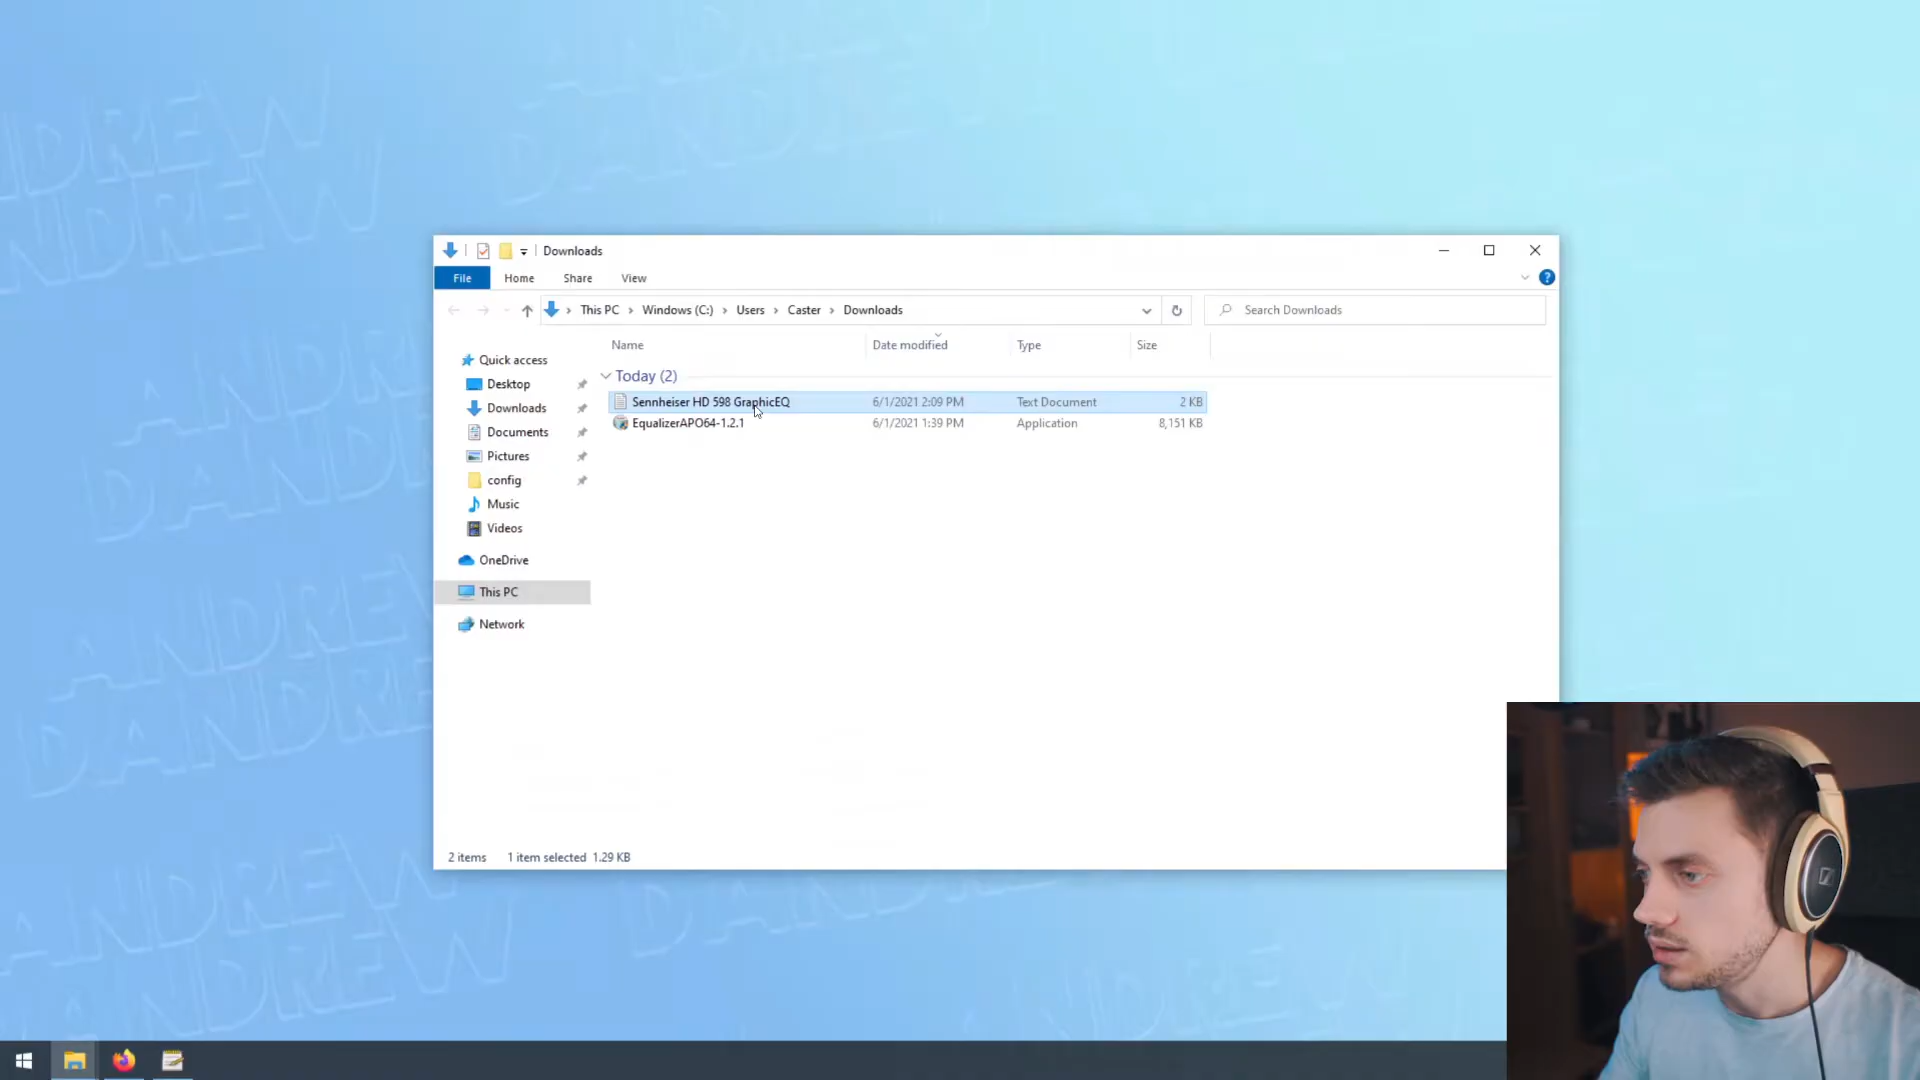 ANDREW
ANDREW
DANDREW
Downloads
File Home Share View
This PC Windows (C:) Users Caster Downloads
Search Downloads
Name Date modified Type Size
Quick access
Today (2)
Desktop
Sennheiser HD 598 GraphicEQ 6/1/2021 2:09 PM Text Document 2 KB
Downloads
EqualizerAPO64-1.2.1 6/1/2021 1:39 PM Application 8,151 KB
Documents
Pictures
config
Music
Videos
OneDrive
This PC
Network
2 items 1 item selected 1.29 KB